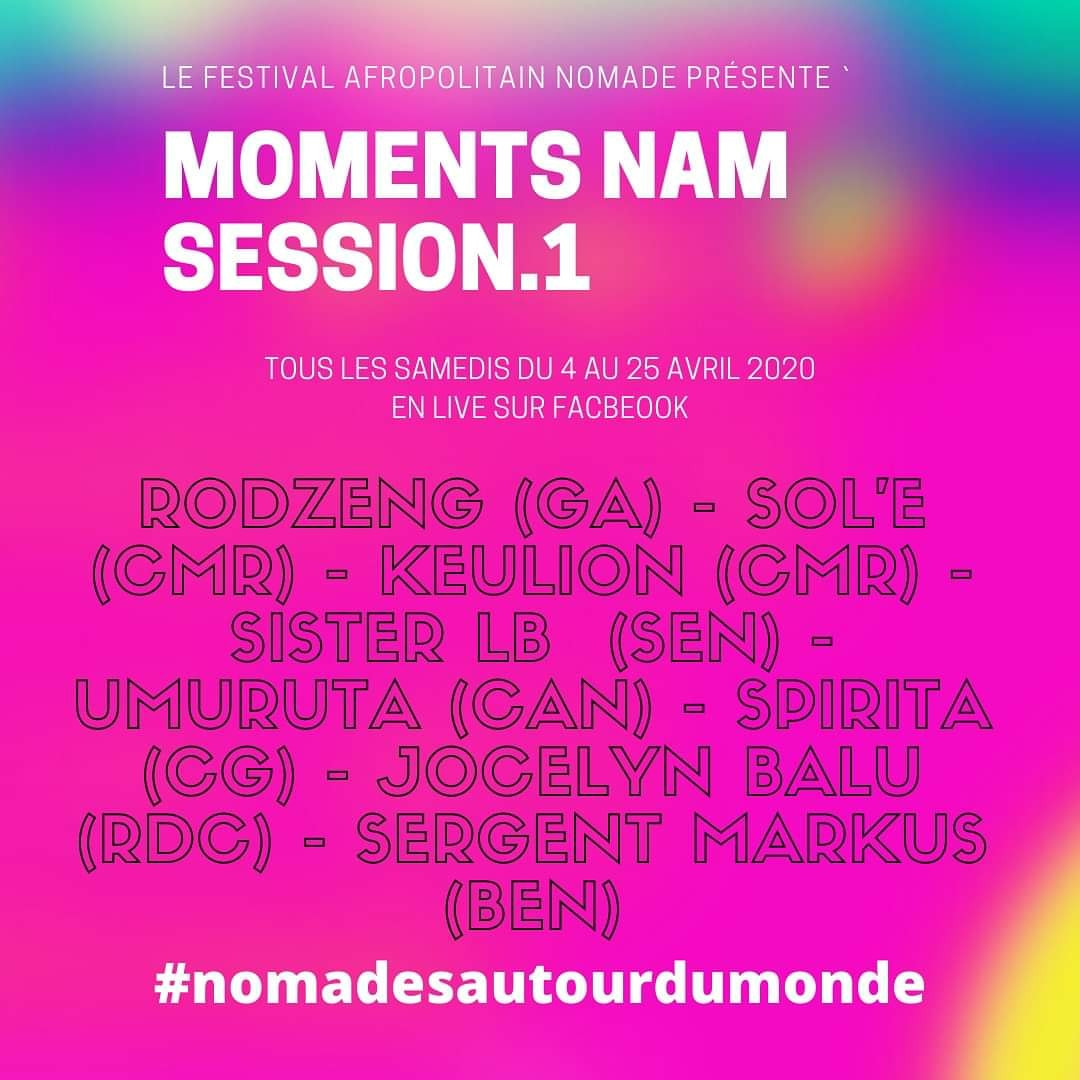 LE FESTIVAL AFROPOLITAIN NOMADE PRÉSENTE `
MOMENTS NAM
SESSION.1
TOUS LES SAMEDIS DU 4 AU 25 AVRIL 2020
EN LIVE SUR FACBEOOK
RODZENG (GA) - SOL'E
(CMR) - KEULION (CMR) -
SISTER LB (SEN) -
UMURUTA (CAN) - SPIRITA
(CG) - JOCELYN BALU
(RDC) - SERGENT MARKUS
(BEN)
#nomadesautourdumonde